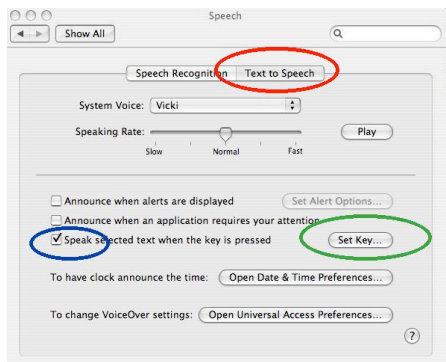 Speech
Show All
Speech Recognition Text to Speech
System Voice: Vicki
Speaking Rate: Play
Slow Normal Fast
Announce when alerts are displayed Set Alert Options...
Announce when an application requires your attention
Speak selected text when the key is pressed Set Key...
To have clock announce the time: Open Date & Time Preferences...
To change VoiceOver settings: Open Universal Access Preferences...
?